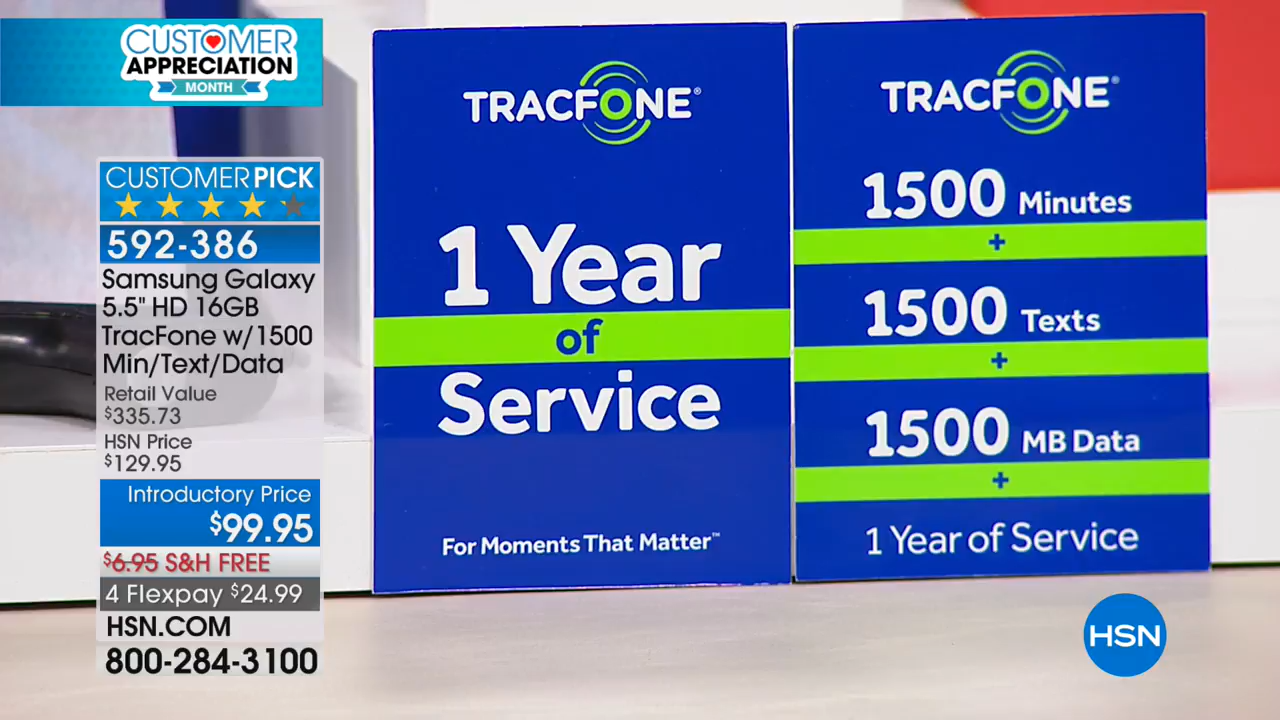 CUSTOMER
APPRECIATION
MONTH
CUSTOMER PICK
592-386
Samsung Galaxy
5.5" HD 16GB
TracFone w/1500
Min/Text/Data
Retail Value
$335.73
HSN Price
$129.95
Introductory Price
$99.95
$6.95 S&H FREE
4 Flexpay $24.99
HSN.COM
800-284-3100
TRACFONE®
1 Year
of
Service
For Moments That Matter™
TRACFONE®
1500 Minutes
+
1500 Texts
+
1500 MB Data
+
1 Year of Service
HSN